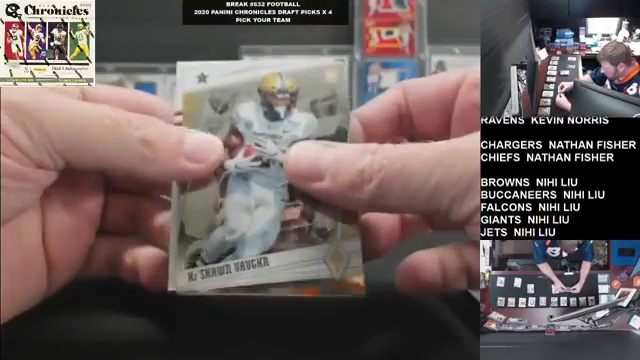 Chronicles
BREAK #632 FOOTBALL
2020 PANINI CHRONICLES DRAFT PICKS X 4
PICK YOUR TEAM
KE'SHAWN VAUGHN
RAVENS KEVIN NORRIS
CHARGERS NATHAN FISHER
CHIEFS NATHAN FISHER
BROWNS NIHI LIU
BUCCANEERS NIHI LIU
FALCONS NIHI LIU
GIANTS NIHI LIU
JETS NIHI LIU